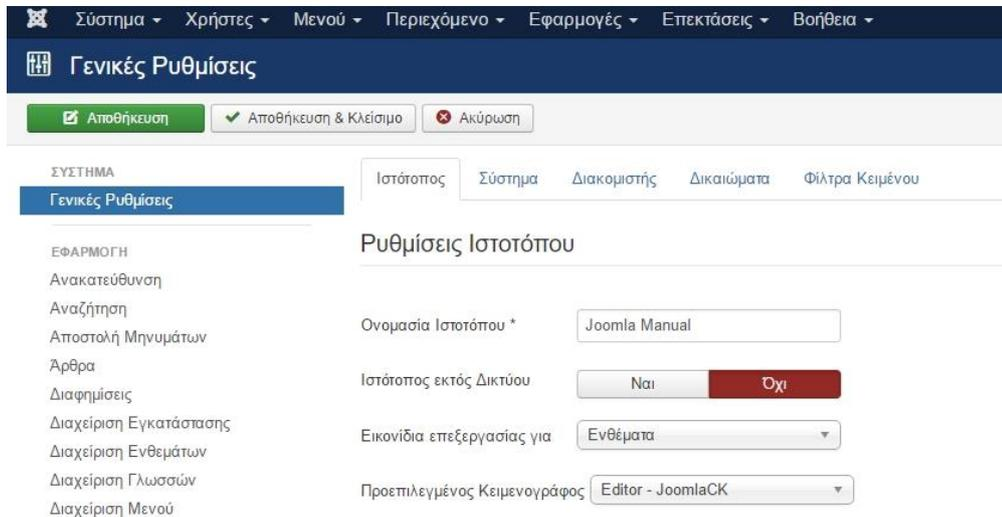 Σύστημα Χρήστες Μενού Περιεχόμενο Εφαρμογές Επεκτάσεις Βοήθεια
Γενικές Ρυθμίσεις
Αποθήκευση Αποθήκευση & Κλείσιμο Ακύρωση
ΣΥΣΤΗΜΑ
Γενικές Ρυθμίσεις
ΕΦΑΡΜΟΓΗ
Ανακατεύθυνση
Αναζήτηση
Αποστολή Μηνυμάτων
Άρθρα
Διαφημίσεις
Διαχείριση Εγκατάστασης
Διαχείριση Ενθεμάτων
Διαχείριση Γλωσσών
Διαχείριση Μενού
Ιστότοπος Σύστημα Διακομιστής Δικαιώματα Φίλτρα Κειμένου
Ρυθμίσεις Ιστοτόπου
Ονομασία Ιστοτόπου * Joomla Manual
Ιστότοπος εκτός Δικτύου Ναι Όχι
Εικονίδια επεξεργασίας για Ενθέματα
Προεπιλεγμένος Κειμενογράφος Editor - JoomlaCK